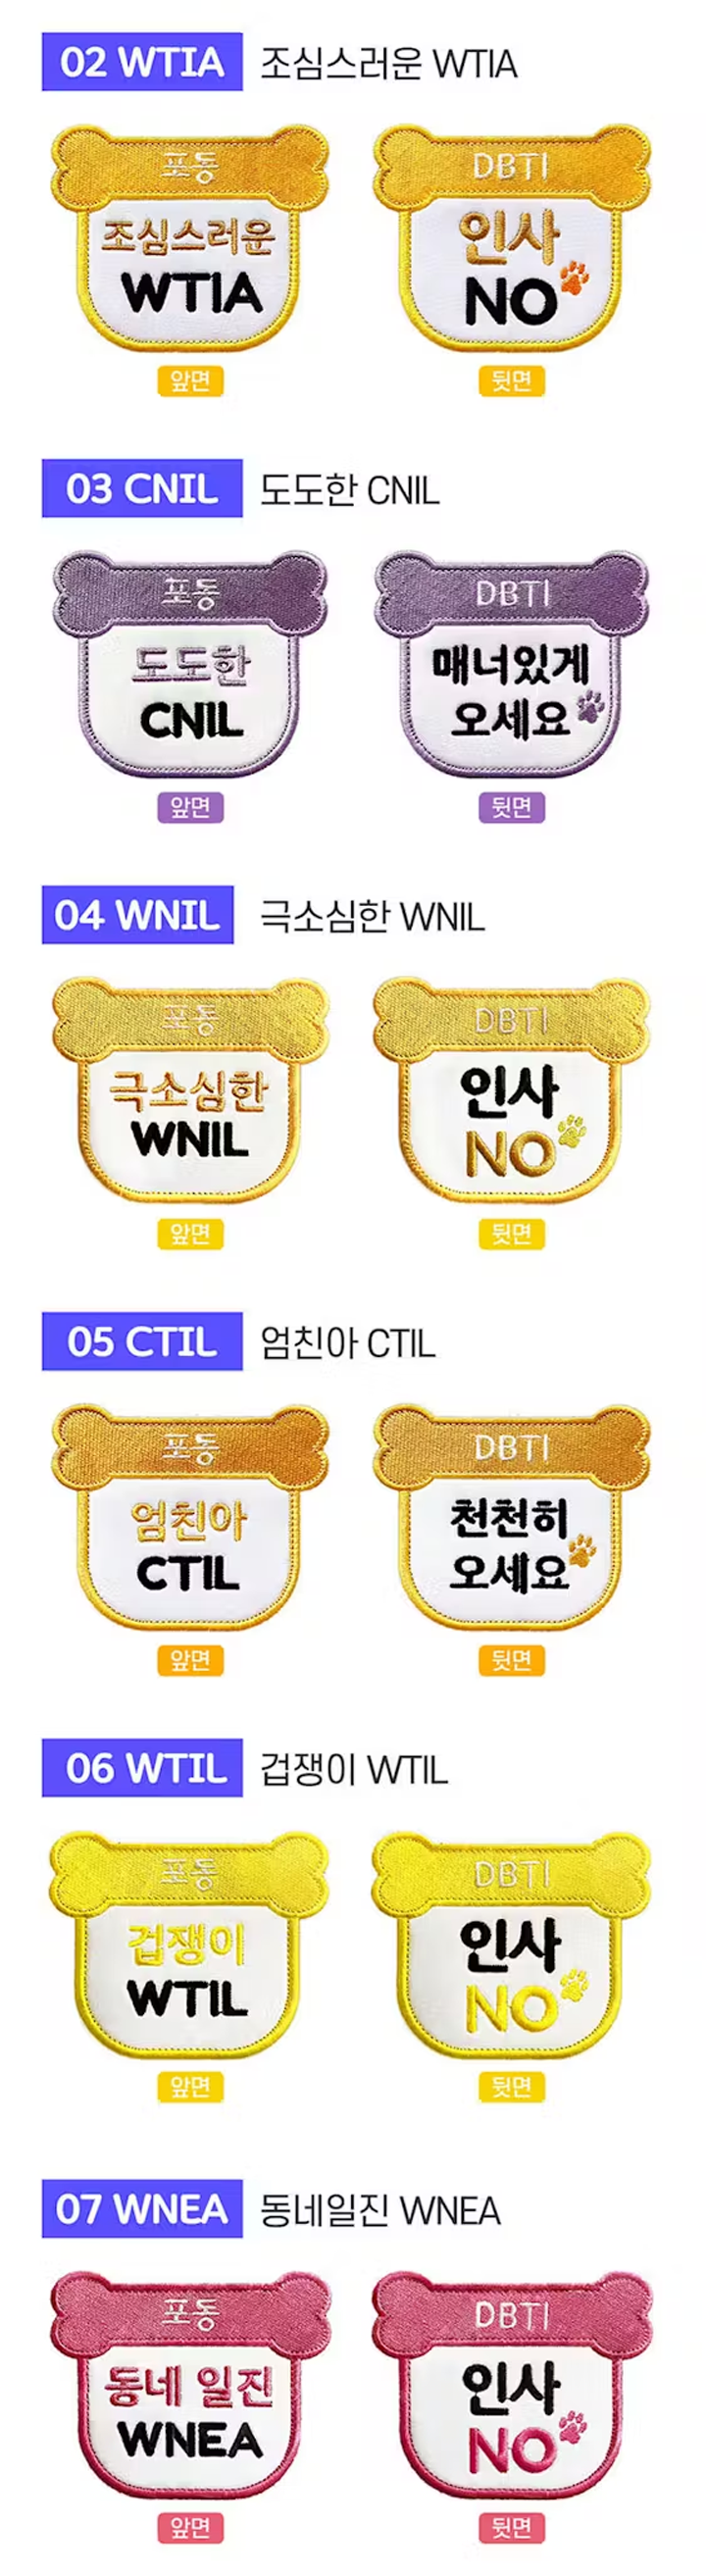 02 WTIA 조심스러운 WTIA
포동
조심스러운
WTIA
앞면
DBTI
인사
NO
뒷면
03 CNIL 도도한 CNIL
포동
도도한
CNIL
앞면
DBTI
매너있게
오세요
뒷면
04 WNIL 극소심한 WNIL
포동
극소심한
WNIL
앞면
DBTI
인사
NO
뒷면
05 CTIL 엄친아 CTIL
포동
엄친아
CTIL
앞면
DBTI
천천히
오세요
뒷면
06 WTIL 겁쟁이 WTIL
포동
겁쟁이
WTIL
앞면
DBTI
인사
NO
뒷면
07 WNEA 동네일진 WNEA
포동
동네 일진
WNEA
앞면
DBTI
인사
NO
뒷면